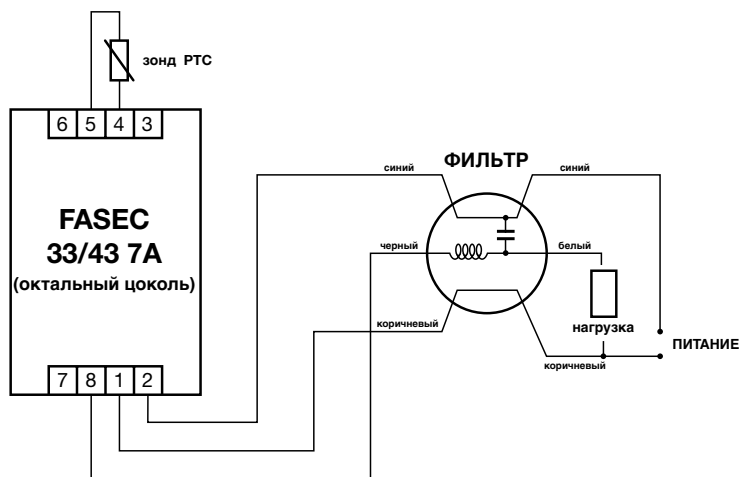 зонд РТС
6 5 4 3
FASEC
33/43 7A
(октальный цоколь)
7 8 1 2
ФИЛЬТР
синий
синий
черный
белый
коричневый
нагрузка
ПИТАНИЕ
коричневый